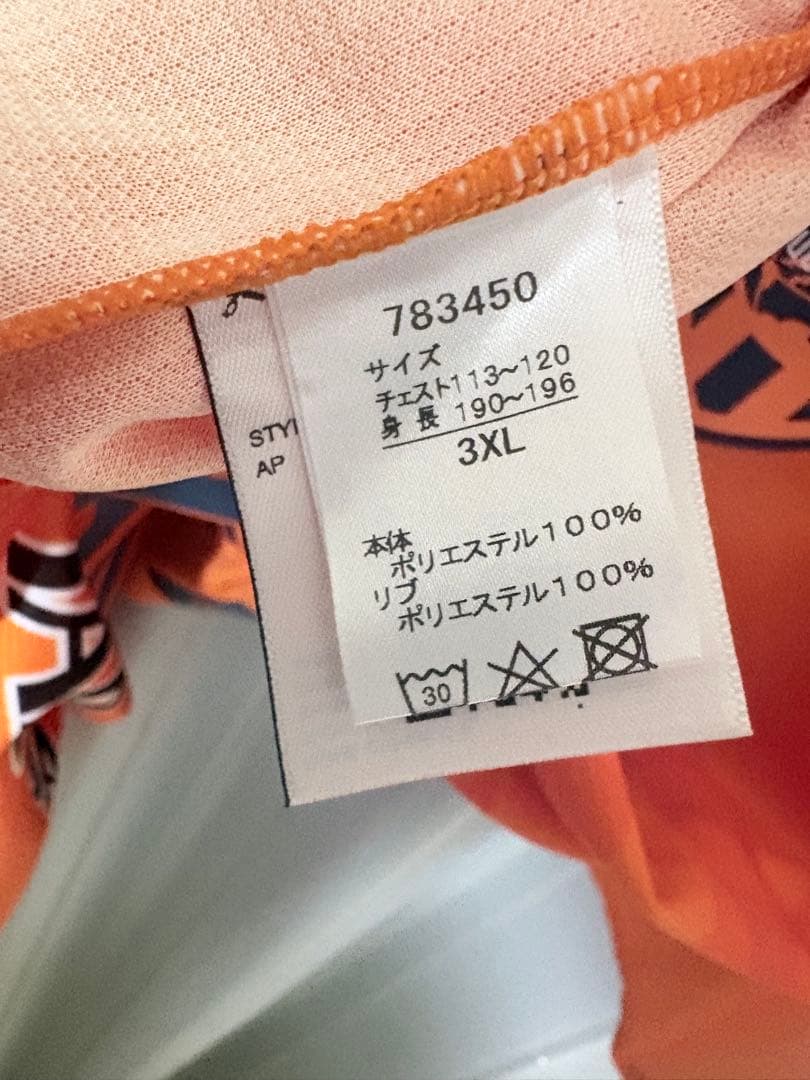 783450
サイズ
チェスト113～120
身長 190～196
3XL
本体
ポリエステル100%
リブ
ポリエステル100%
30
STYL
AP